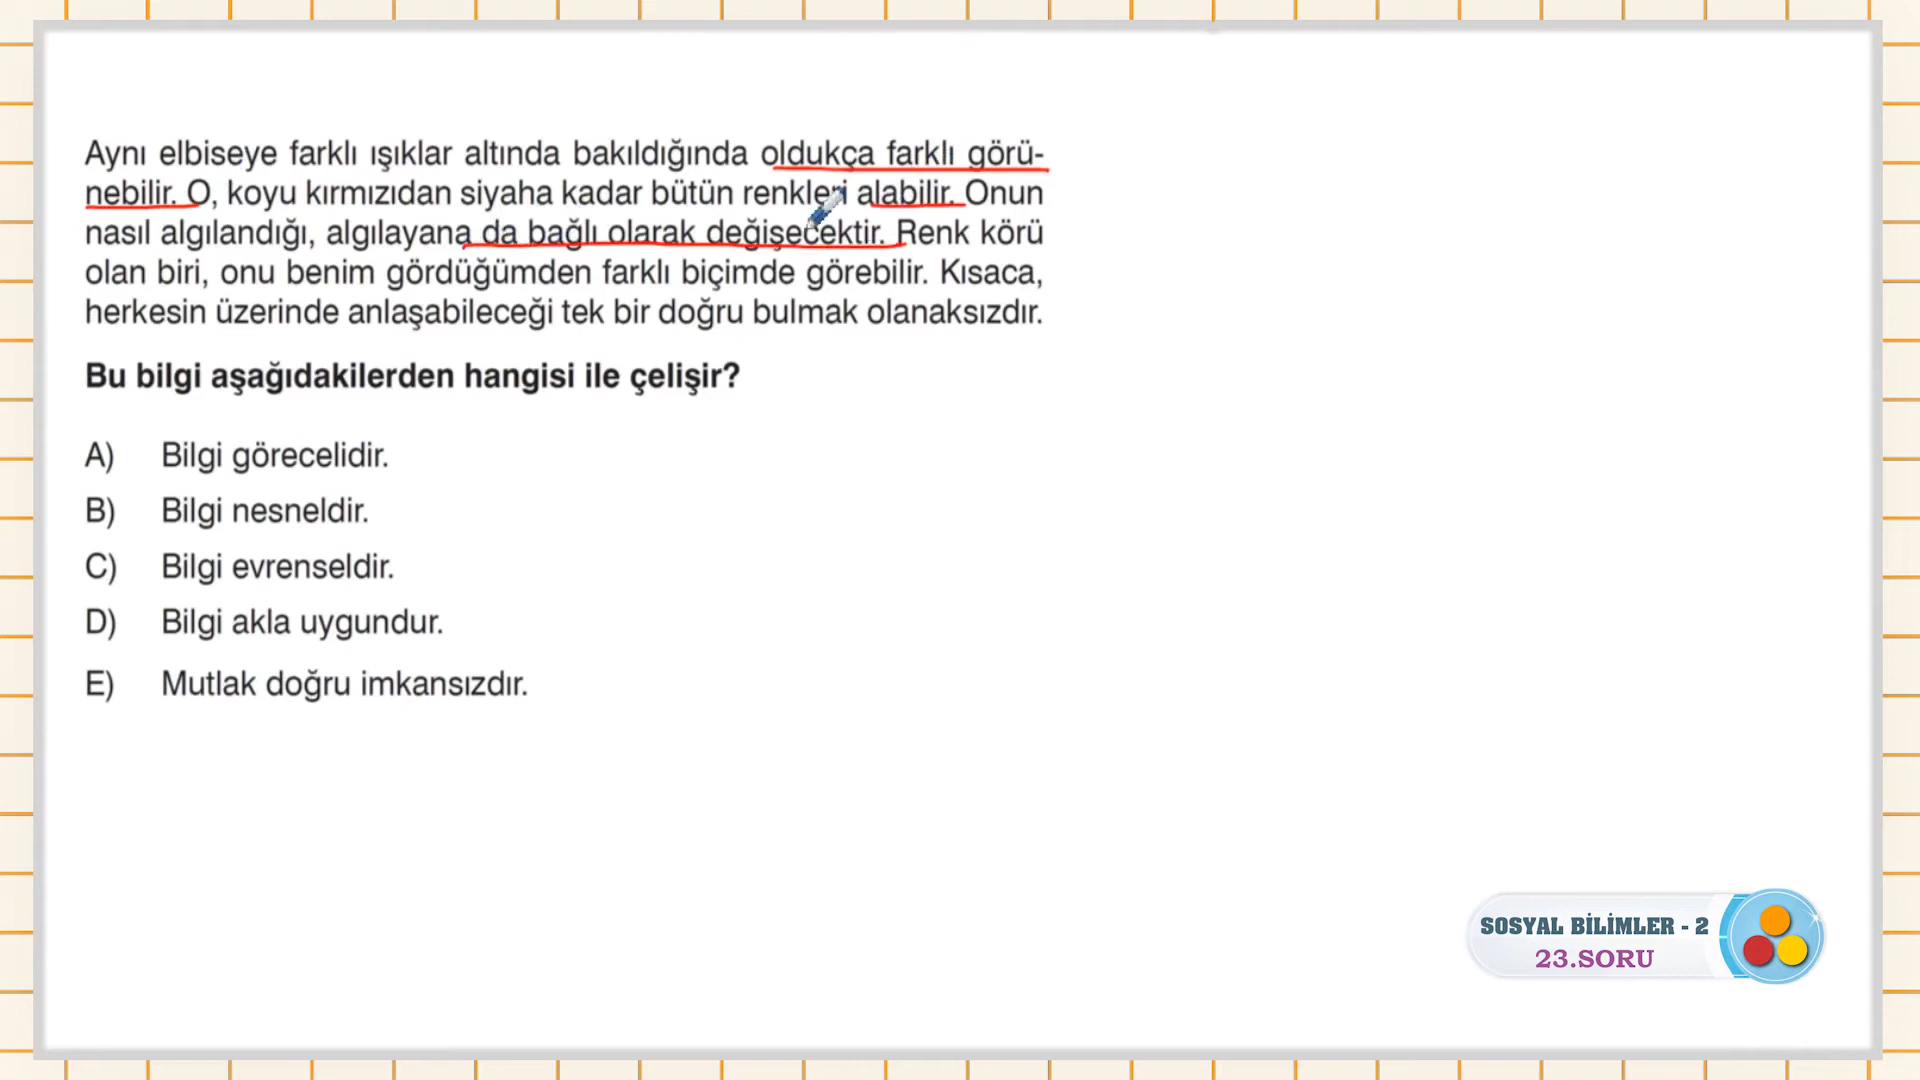 Aynı elbiseye farklı ışıklar altında bakıldığında oldukça farklı görü-
nebilir. O, koyu kırmızıdan siyaha kadar bütün renkleri alabilir. Onun
nasıl algılandığı, algılayana da bağlı olarak değişecektir. Renk körü
olan biri, onu benim gördüğümden farklı biçimde görebilir. Kısaca,
herkesin üzerinde anlaşabileceği tek bir doğru bulmak olanaksızdır.
Bu bilgi aşağıdakilerden hangisi ile çelişir?
A) Bilgi görecelidir.
B) Bilgi nesneldir.
C) Bilgi evrenseldir.
D) Bilgi akla uygundur.
E) Mutlak doğru imkansızdır.
SOSYAL BİLİMLER - 2
23.SORU